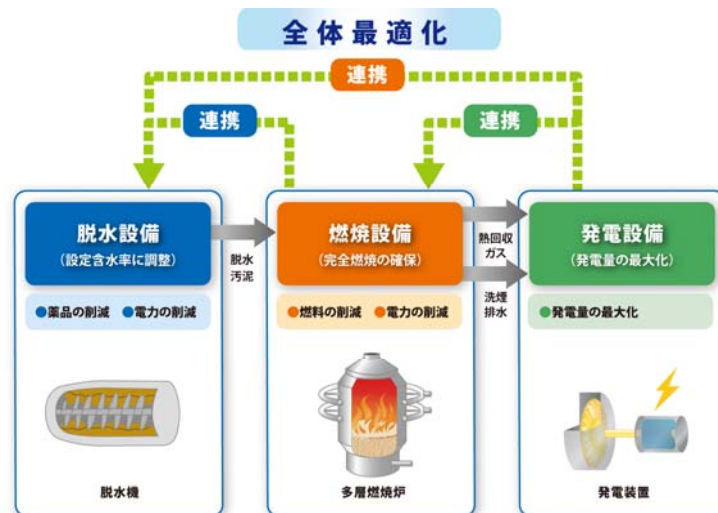 全体最適化
連携
連携
連携
脱水設備
(設定含水率に調整)
脱水
汚泥
燃焼設備
(完全燃焼の確保)
熱回収
ガス
洗煙
排水
発電設備
(発電量の最大化)
●薬品の削減 ●電力の削減
●燃料の削減 ●電力の削減
●発電量の最大化
脱水機
多層燃焼炉
発電装置